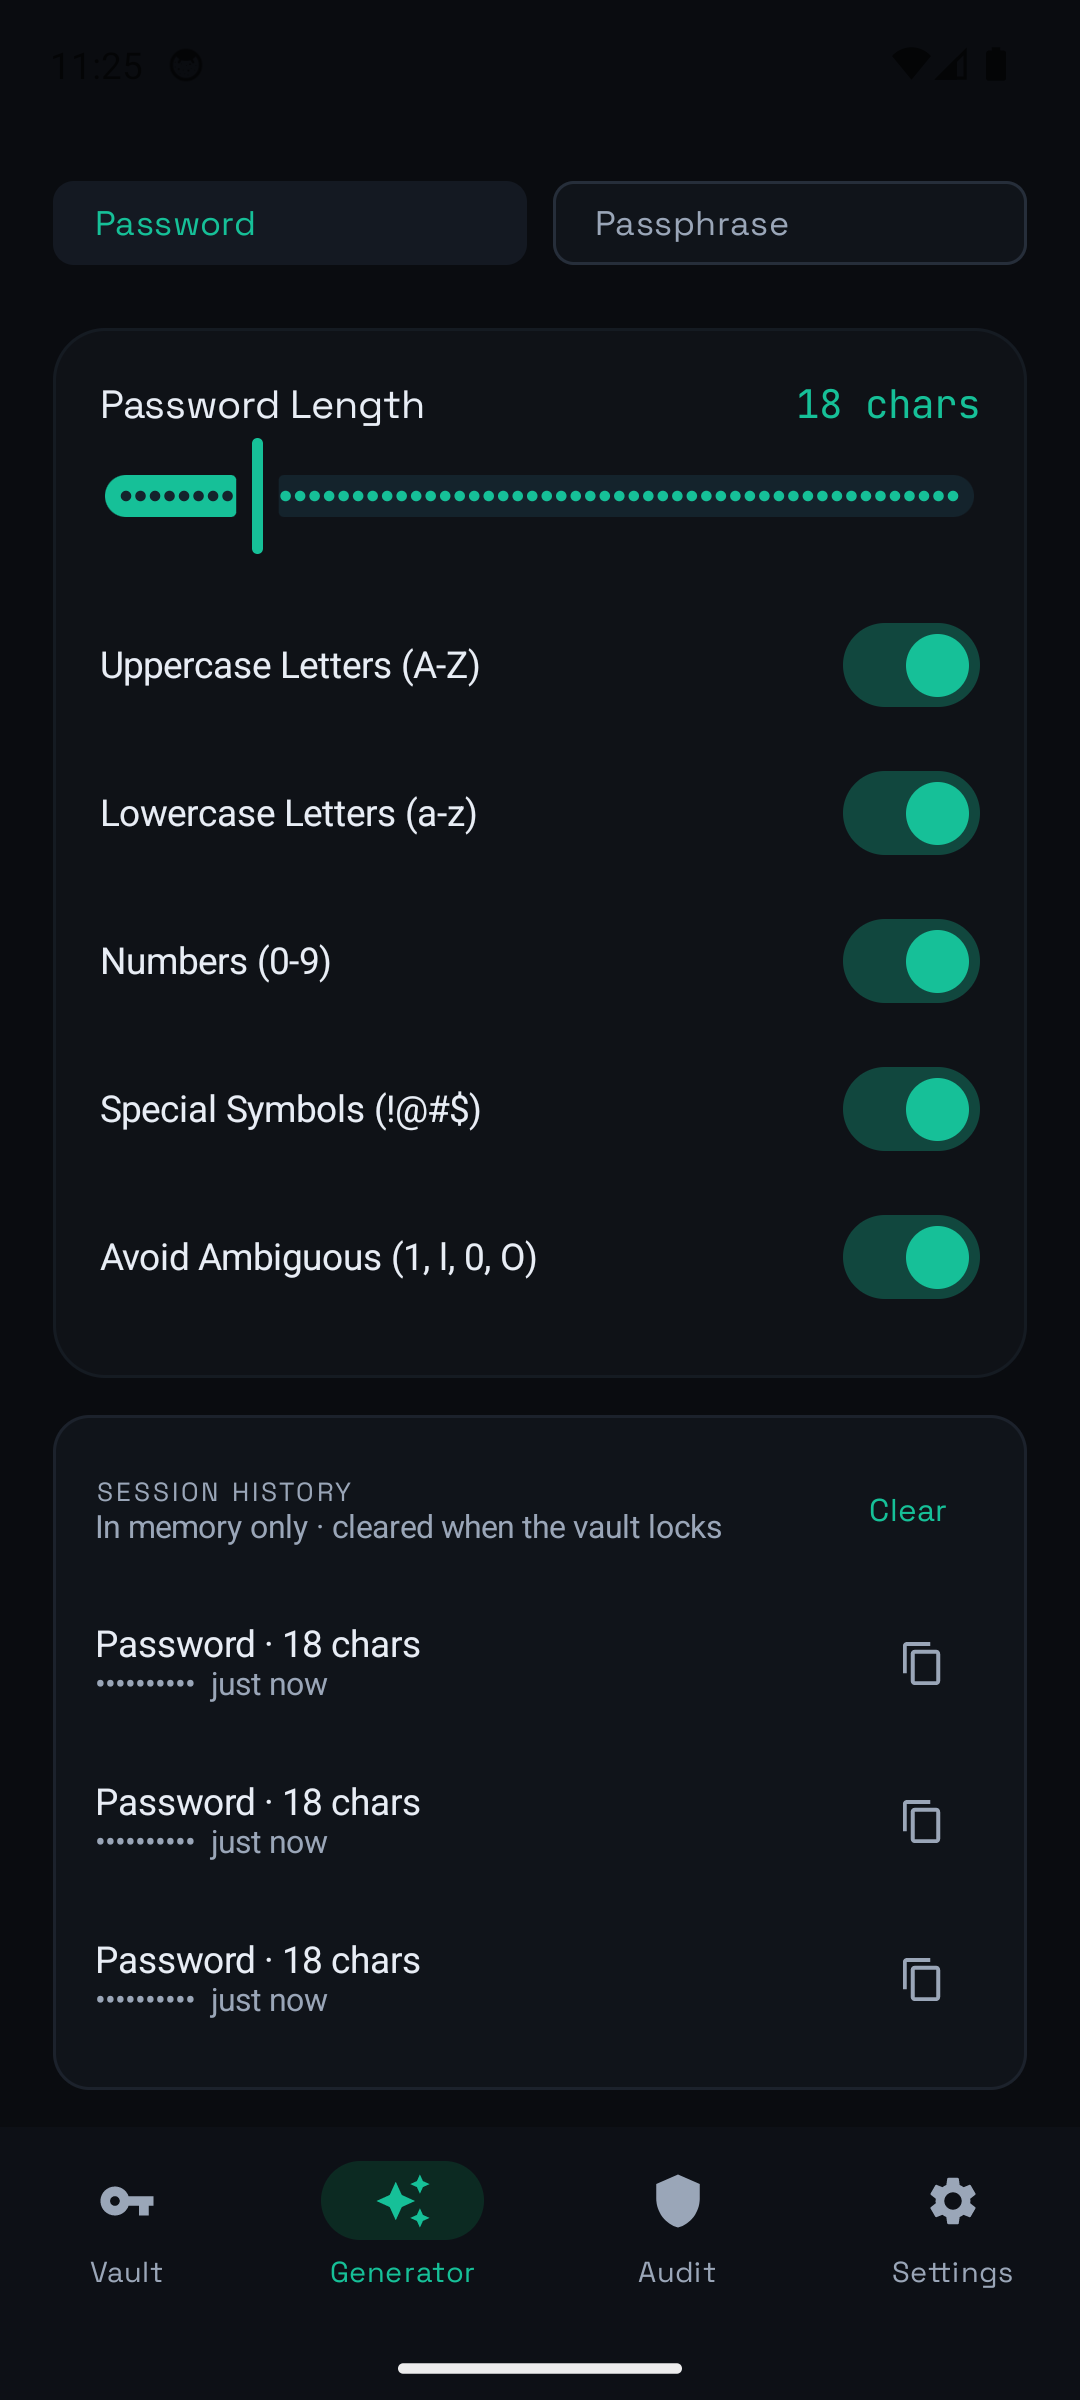 11:25
Password
Passphrase
Password Length
18 chars
Uppercase Letters (A-Z)
Lowercase Letters (a-z)
Numbers (0-9)
Special Symbols (!@#$)
Avoid Ambiguous (1, l, 0, O)
SESSION HISTORY
In memory only · cleared when the vault locks
Clear
Password · 18 chars
•••••••••• just now
Password · 18 chars
•••••••••• just now
Password · 18 chars
•••••••••• just now
Vault
Generator
Audit
Settings